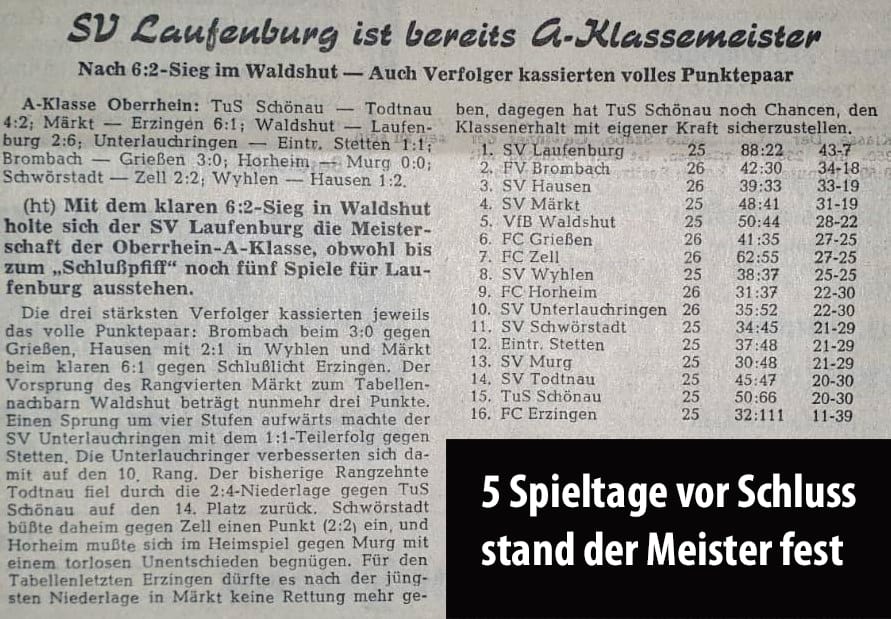 SV Laufenburg ist bereits A-Klassemeister
Nach 6:2-Sieg im Waldshut — Auch Verfolger kassierten volles Punktepaar
A-Klasse Oberrhein: TuS Schönau — Todtnau
4:2; Märkt — Erzingen 6:1; Waldshut — Laufen-
burg 2:6; Unterlauchringen — Eintr. Stetten 1:1;
Brombach — Grießen 3:0; Horheim — Murg 0:0;
Schwörstadt — Zell 2:2; Wyhlen — Hausen 1:2.
(ht) Mit dem klaren 6:2-Sieg in Waldshut
holte sich der SV Laufenburg die Meister-
schaft der Oberrhein-A-Klasse, obwohl bis
zum „Schlußpfiff“ noch fünf Spiele für Lau-
fenburg ausstehen.
Die drei stärksten Verfolger kassierten jeweils
das volle Punktepaar: Brombach beim 3:0 gegen
Grießen, Hausen mit 2:1 in Wyhlen und Märkt
beim klaren 6:1 gegen Schlußlicht Erzingen. Der
Vorsprung des Rangvierten Märkt zum Tabellen-
nachbarn Waldshut beträgt nunmehr drei Punkte.
Einen Sprung um vier Stufen aufwärts machte der
SV Unterlauchringen mit dem 1:1-Teilerfolg gegen
Stetten. Die Unterlauchringer verbesserten sich da-
mit auf den 10. Rang. Der bisherige Rangzehnte
Todtnau fiel durch die 2:4-Niederlage gegen TuS
Schönau auf den 14. Platz zurück. Schwörstadt
büßte daheim gegen Zell einen Punkt (2:2) ein, und
Horheim mußte sich im Heimspiel gegen Murg mit
einem torlosen Unentschieden begnügen. Für den
Tabellenletzten Erzingen dürfte es nach der jüng-
sten Niederlage in Märkt keine Rettung mehr ge-
ben, dagegen hat TuS Schönau noch Chancen, den
Klassenerhalt mit eigener Kraft sicherzustellen.
1. SV Laufenburg 25 88:22 43-7
2. FV Brombach 26 42:30 34-18
3. SV Hausen 26 39:33 33-19
4. SV Märkt 25 48:41 31-19
5. VfB Waldshut 25 50:44 28-22
6. FC Grießen 26 41:35 27-25
7. FC Zell 26 62:55 27-25
8. SV Wyhlen 25 38:37 25-25
9. FC Horheim 26 31:37 22-30
10. SV Unterlauchringen 26 35:52 22-30
11. SV Schwörstadt 25 34:45 21-29
12. Eintr. Stetten 25 37:48 21-29
13. SV Murg 25 30:48 21-29
14. SV Todtnau 25 45:47 20-30
15. TuS Schönau 25 50:66 20-30
16. FC Erzingen 25 32:111 11-39
5 Spieltage vor Schluss
stand der Meister fest